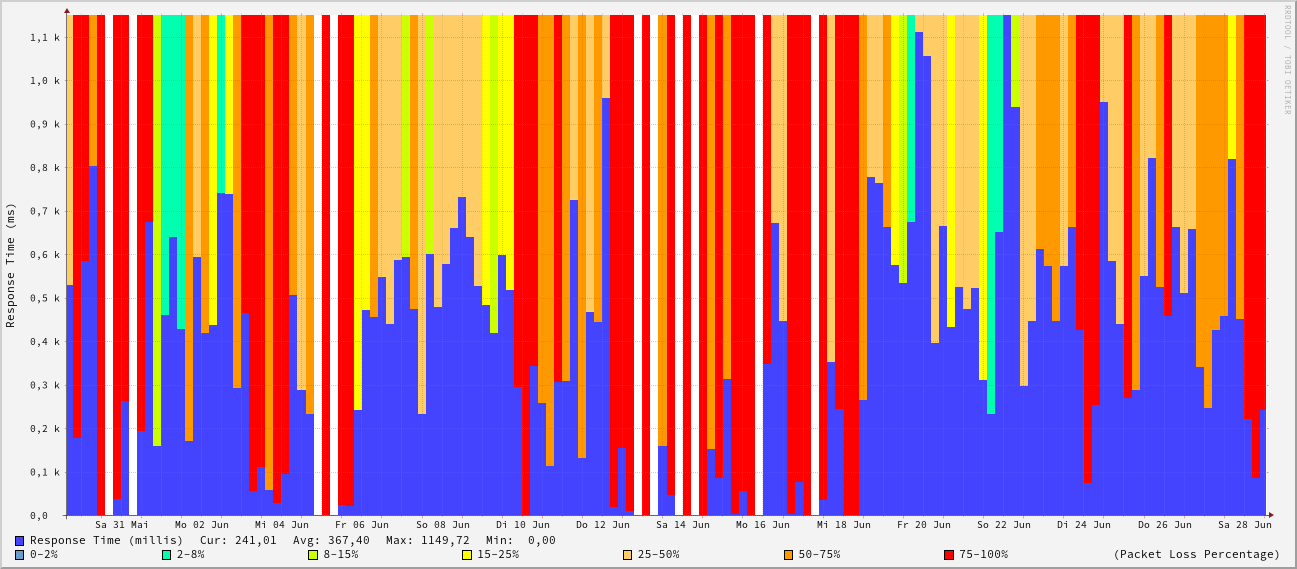 RRDTOOL / TOBI OETIKER
Response Time (ms)
1,1 k
1,0 k
0,9 k
0,8 k
0,7 k
0,6 k
0,5 k
0,4 k
0,3 k
0,2 k
0,1 k
0,0
Sa 31 Mai Mo 02 Jun Mi 04 Jun Fr 06 Jun So 08 Jun Di 10 Jun Do 12 Jun Sa 14 Jun Mo 16 Jun Mi 18 Jun Fr 20 Jun So 22 Jun Di 24 Jun Do 26 Jun Sa 28 Jun
Response Time (millis) Cur: 241,01 Avg: 367,40 Max: 1149,72 Min: 0,00
0-2% 2-8% 8-15% 15-25% 25-50% 50-75% 75-100% (Packet Loss Percentage)